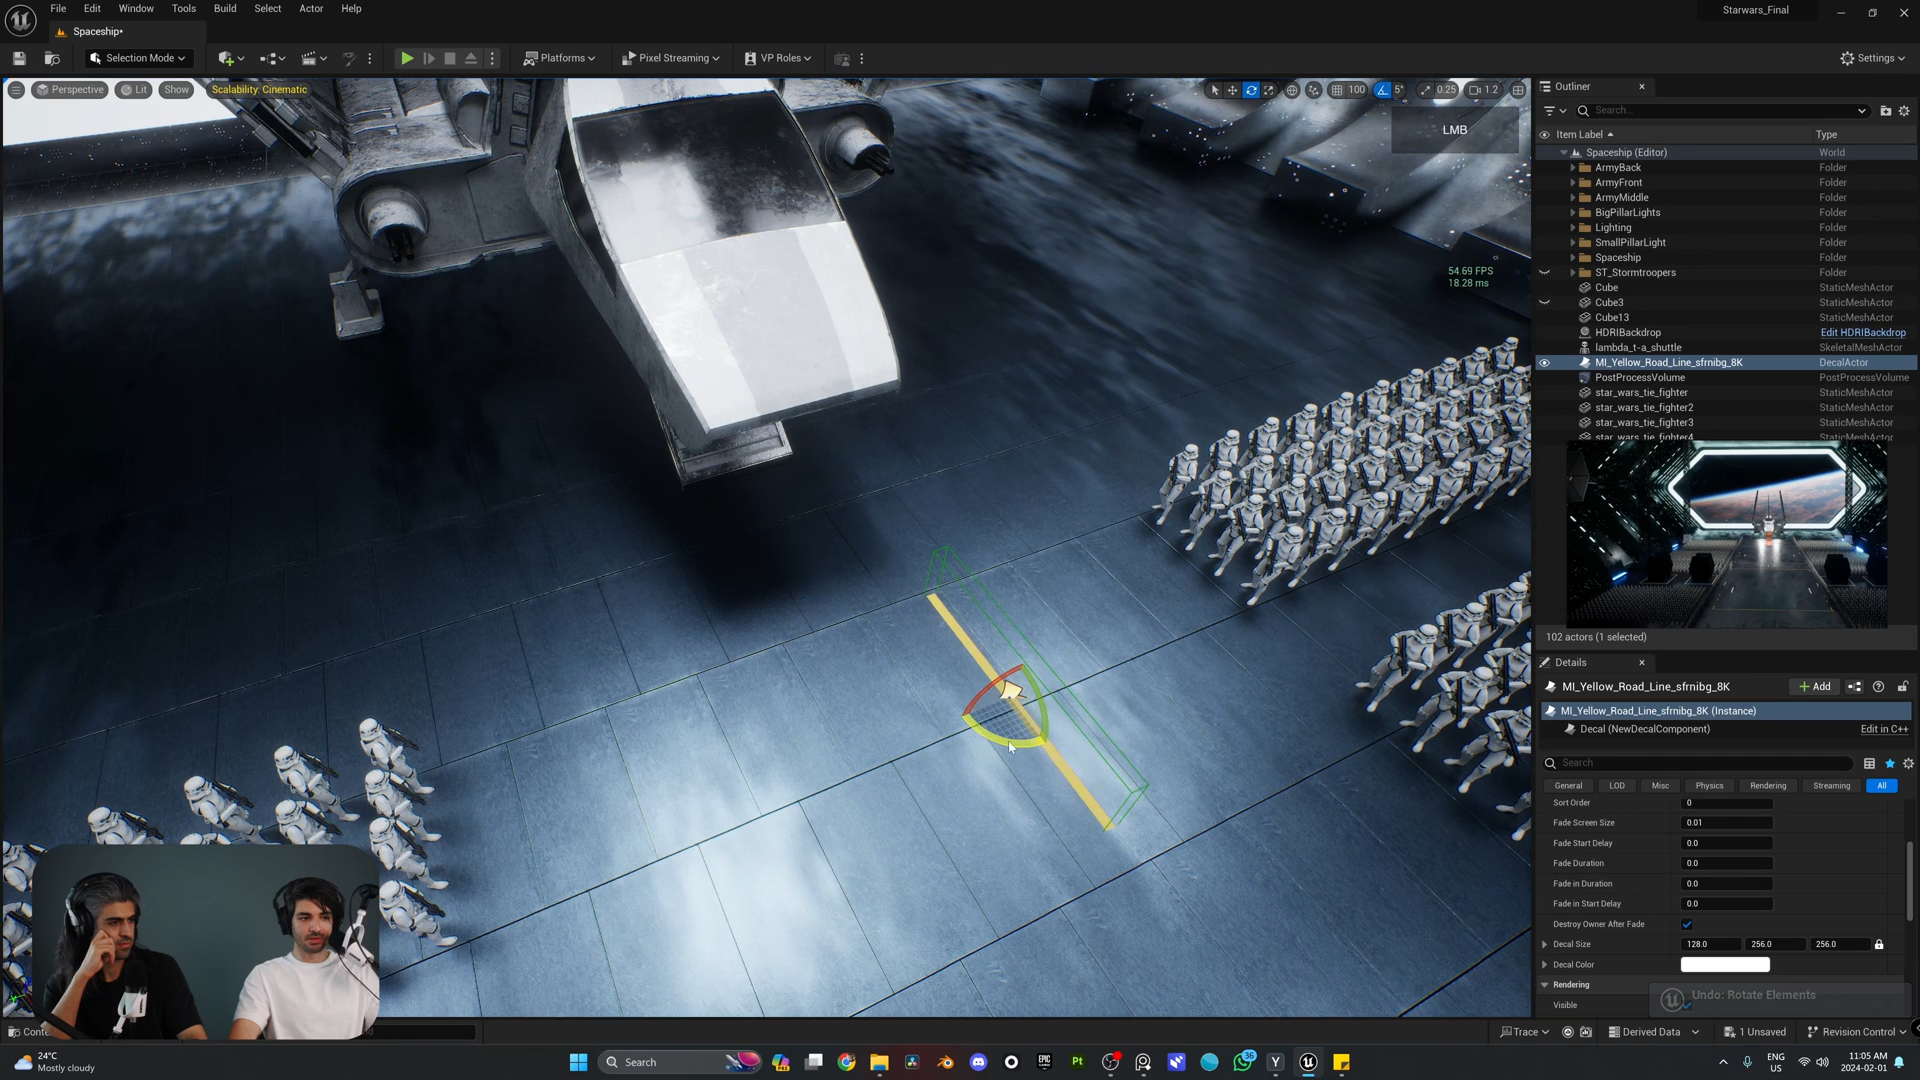 File Edit Window Tools Build Select Actor Help
Starwars_Final
Spaceship*
Selection Mode
Platforms
Pixel Streaming
VP Roles
Settings
Perspective
Lit
Show
Scalability: Cinematic
100
5°
0.25
1.2
LMB
54.69 FPS
18.28 ms
Outliner
Search...
Item Label
Type
Spaceship (Editor) World
ArmyBack Folder
ArmyFront Folder
ArmyMiddle Folder
BigPillarLights Folder
Lighting Folder
SmallPillarLight Folder
Spaceship Folder
ST_Stormtroopers Folder
Cube StaticMeshActor
Cube3 StaticMeshActor
Cube13 StaticMeshActor
HDRIBackdrop Edit HDRIBackdrop
lambda_t-a_shuttle SkeletalMeshActor
MI_Yellow_Road_Line_sfrnibg_8K DecalActor
PostProcessVolume PostProcessVolume
star_wars_tie_fighter StaticMeshActor
star_wars_tie_fighter2 StaticMeshActor
star_wars_tie_fighter3 StaticMeshActor
star_wars_tie_fighter4 StaticMeshActor
102 actors (1 selected)
Details
MI_Yellow_Road_Line_sfrnibg_8K
Add
MI_Yellow_Road_Line_sfrnibg_8K (Instance)
Decal (NewDecalComponent) Edit in C++
Search
General LOD Misc Physics Rendering Streaming All
Sort Order 0
Fade Screen Size 0.01
Fade Start Delay 0.0
Fade Duration 0.0
Fade in Duration 0.0
Fade in Start Delay 0.0
Destroy Owner After Fade
Decal Size 128.0 256.0 256.0
Decal Color
Rendering
Visible
Undo: Rotate Elements
Conte
Trace
Derived Data
1 Unsaved
Revision Control
24°C
Mostly cloudy
Search
EPIC
Pt
36
Y
ENG
US
11:05 AM
2024-02-01